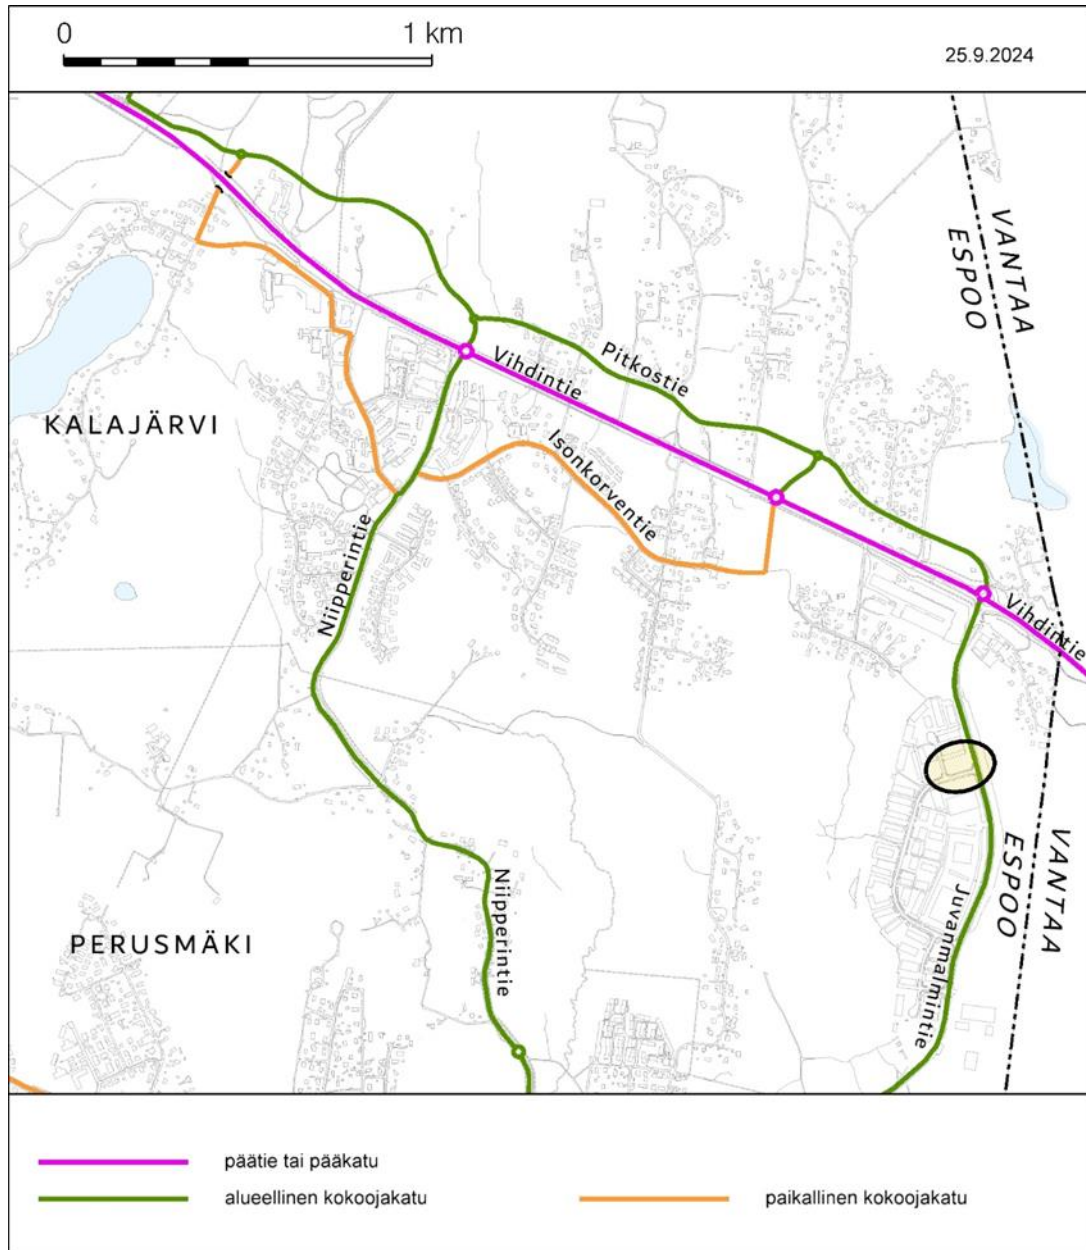 0 1 km
25.9.2024
VANTAA
ESPOO
Pitkostie
Vihdintie
KALAJÄRVI
Isonkorventie
Niipperintie
Vihdintie
VANTAA
ESPOO
Juvanmalmintie
Niipperintie
PERUSMÄKI
päätie tai pääkatu
alueellinen kokoojakatu paikallinen kokoojakatu